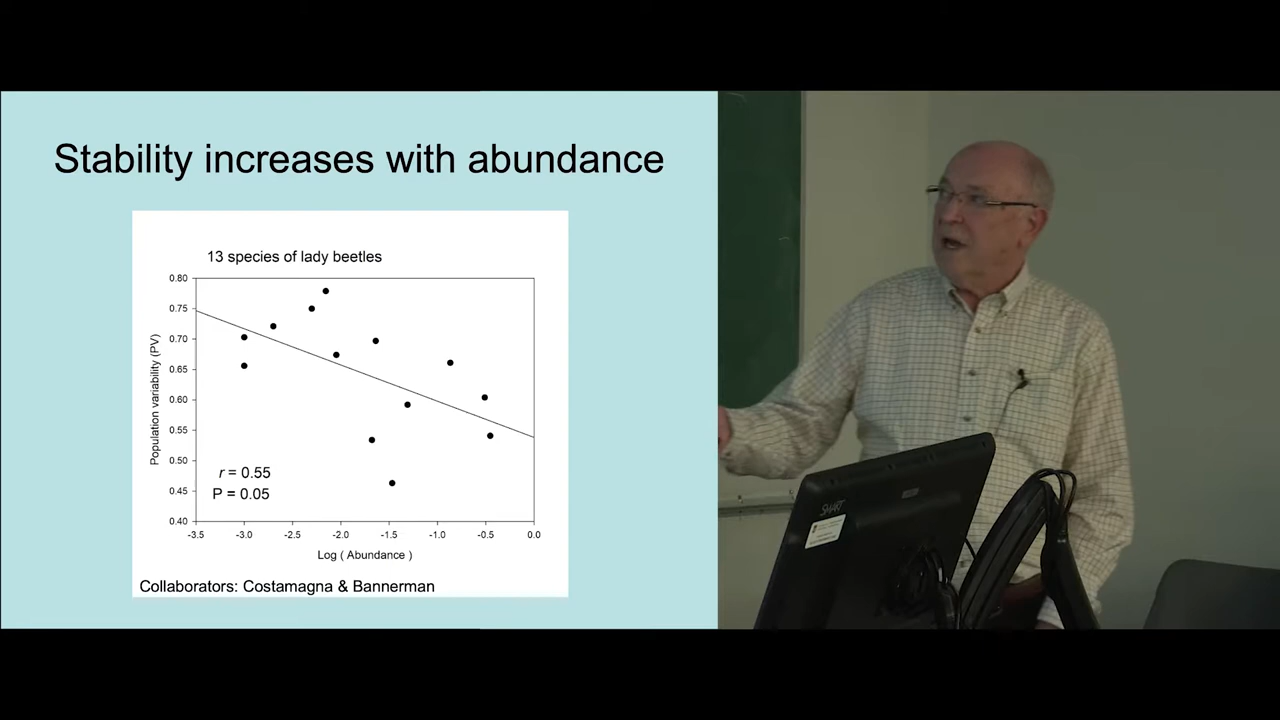 Stability increases with abundance
13 species of lady beetles
0.80
0.75
0.70
0.65
0.60
0.55
0.50
0.45
0.40
Population variability (PV)
r = 0.55
P = 0.05
-3.5 -3.0 -2.5 -2.0 -1.5 -1.0 -0.5 0.0
Log ( Abundance )
Collaborators: Costamagna & Bannerman
SMART